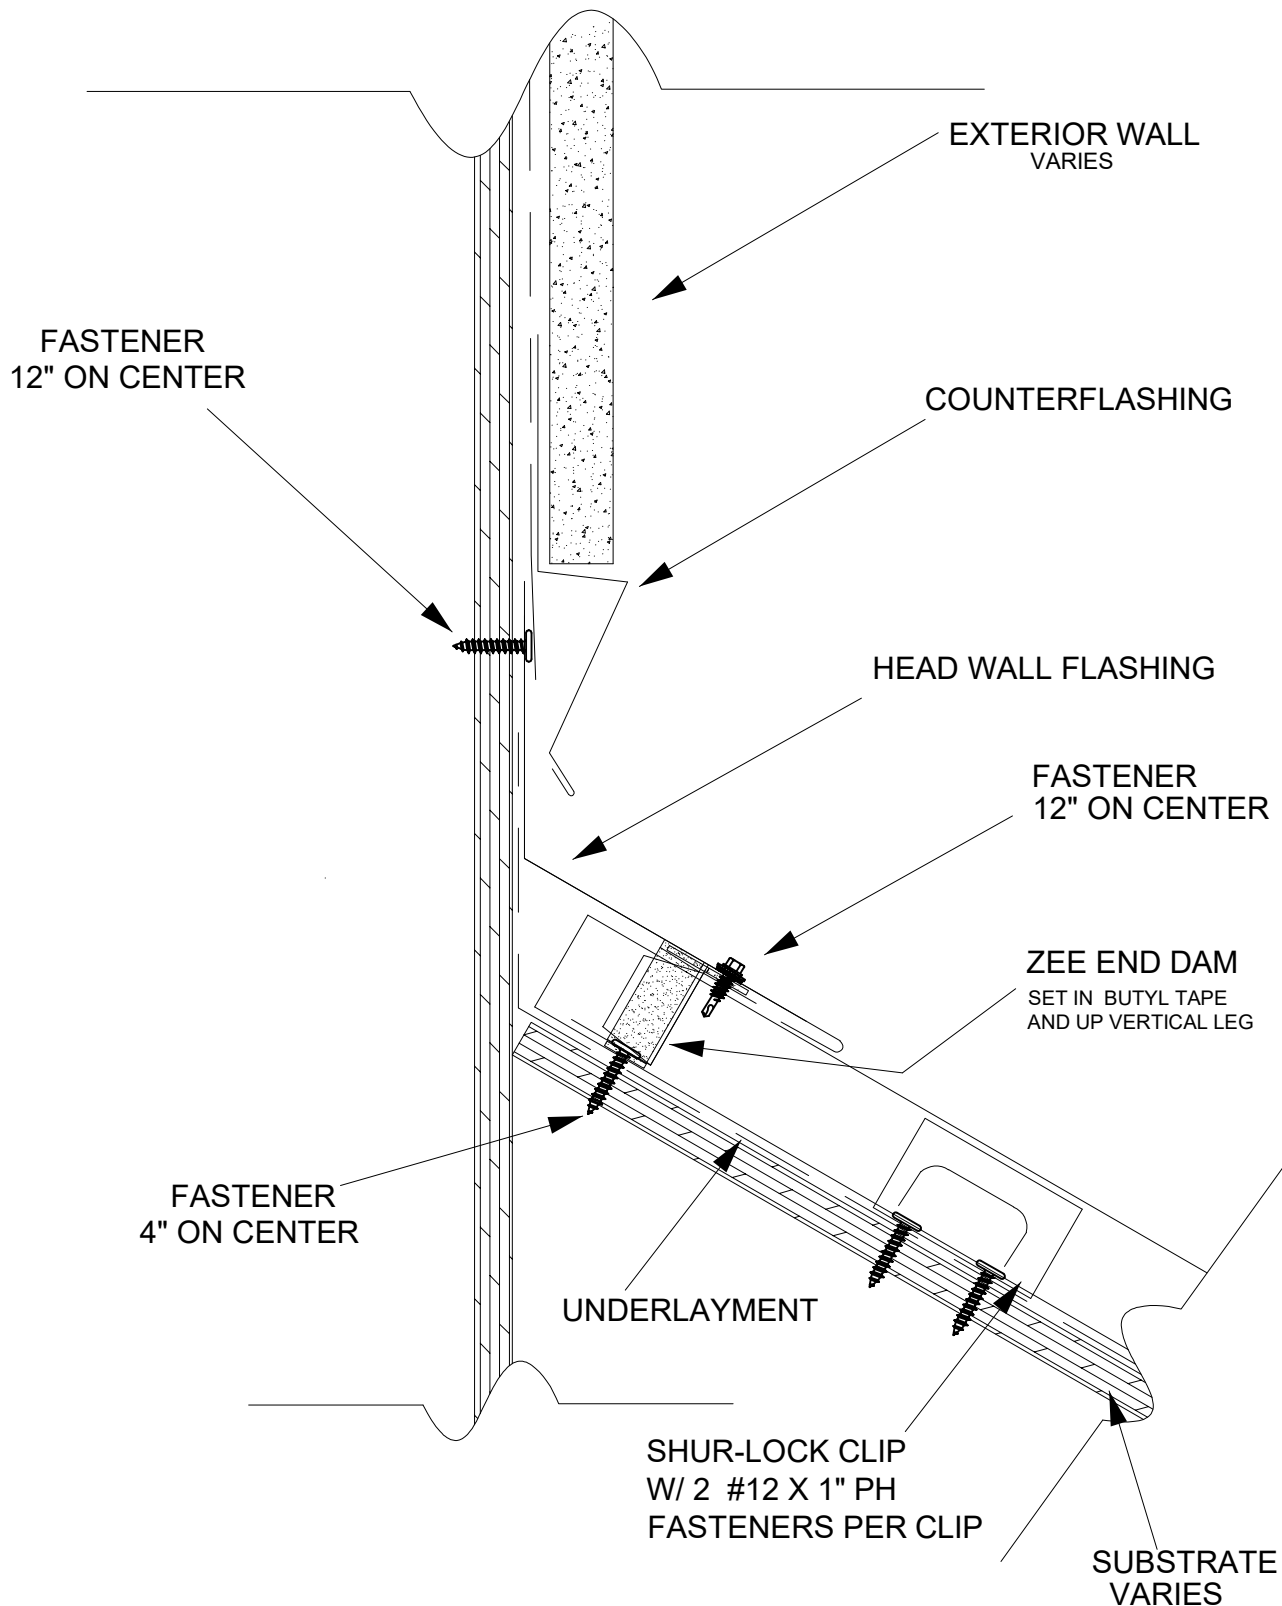 EXTERIOR WALL
VARIES
FASTENER
12" ON CENTER
COUNTERFLASHING
HEAD WALL FLASHING
FASTENER
12" ON CENTER
ZEE END DAM
SET IN BUTYL TAPE
AND UP VERTICAL LEG
FASTENER
4" ON CENTER
UNDERLAYMENT
SHUR-LOCK CLIP
W/ 2 #12 X 1" PH
FASTENERS PER CLIP
SUBSTRATE
VARIES